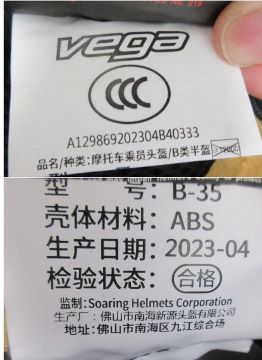 vega
CCC
A129869202304B40333
品名/种类：摩托车乘员头盔/B类半盔
型 号：B-35
壳体材料：ABS
生产日期：2023-04
检验状态：合格
监制：Soaring Helmets Corporation
厂名：佛山市南海新源头盔有限公司
地址：佛山市南海区九江综合场